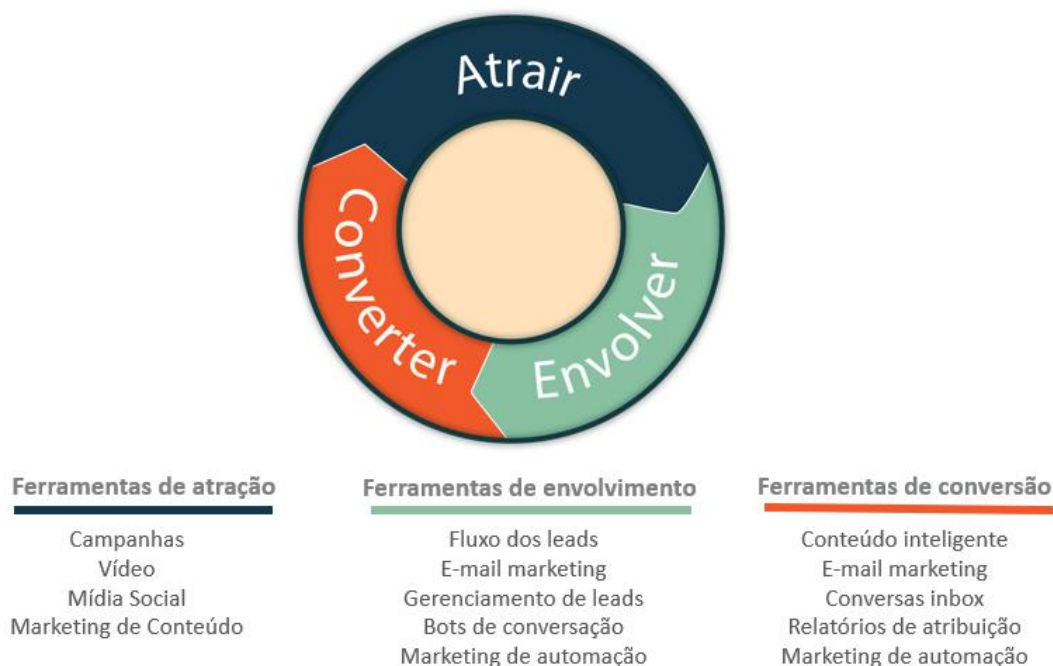 Atrair
Envolver
Converter
Ferramentas de atração
Campanhas
Vídeo
Mídia Social
Marketing de Conteúdo
Ferramentas de envolvimento
Fluxo dos leads
E-mail marketing
Gerenciamento de leads
Bots de conversação
Marketing de automação
Ferramentas de conversão
Conteúdo inteligente
E-mail marketing
Conversas inbox
Relatórios de atribuição
Marketing de automação